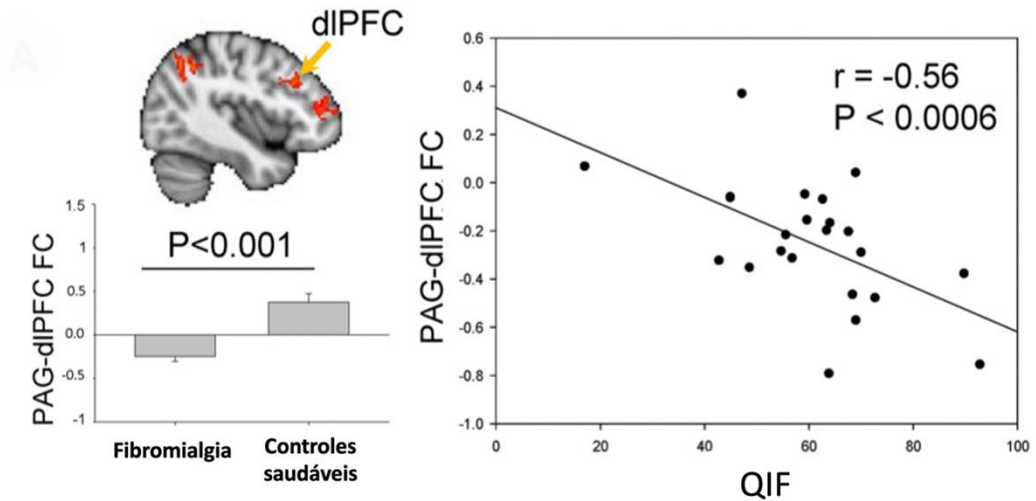 A
dlPFC
PAG-dlPFC FC
1.5
1
0.5
0.0
-0.5
-1
P<0.001
Fibromialgia
Controles
saudáveis
PAG-dlPFC FC
0.6
0.4
0.2
0.0
-0.2
-0.4
-0.6
-0.8
-1.0
r = -0.56
P < 0.0006
0
20
40
60
80
100
QIF